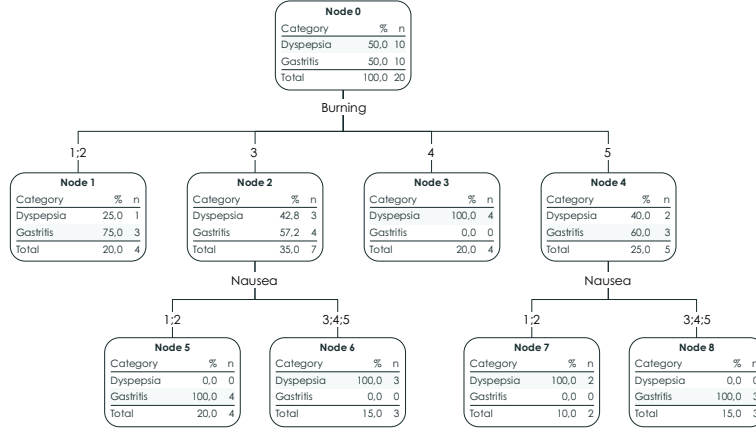 Node 0
Category % n
Dyspepsia 50,0 10
Gastritis 50,0 10
Total 100,0 20
Burning
1;2
3
4
5
Node 1
Category % n
Dyspepsia 25,0 1
Gastritis 75,0 3
Total 20,0 4
Node 2
Category % n
Dyspepsia 42,8 3
Gastritis 57,2 4
Total 35,0 7
Node 3
Category % n
Dyspepsia 100,0 4
Gastritis 0,0 0
Total 20,0 4
Node 4
Category % n
Dyspepsia 40,0 2
Gastritis 60,0 3
Total 25,0 5
Nausea
Nausea
1;2
3;4;5
1;2
3;4;5
Node 5
Category % n
Dyspepsia 0,0 0
Gastritis 100,0 4
Total 20,0 4
Node 6
Category % n
Dyspepsia 100,0 3
Gastritis 0,0 0
Total 15,0 3
Node 7
Category % n
Dyspepsia 100,0 2
Gastritis 0,0 0
Total 10,0 2
Node 8
Category %
Dyspepsia 0,0
Gastritis 100,0
Total 15,0